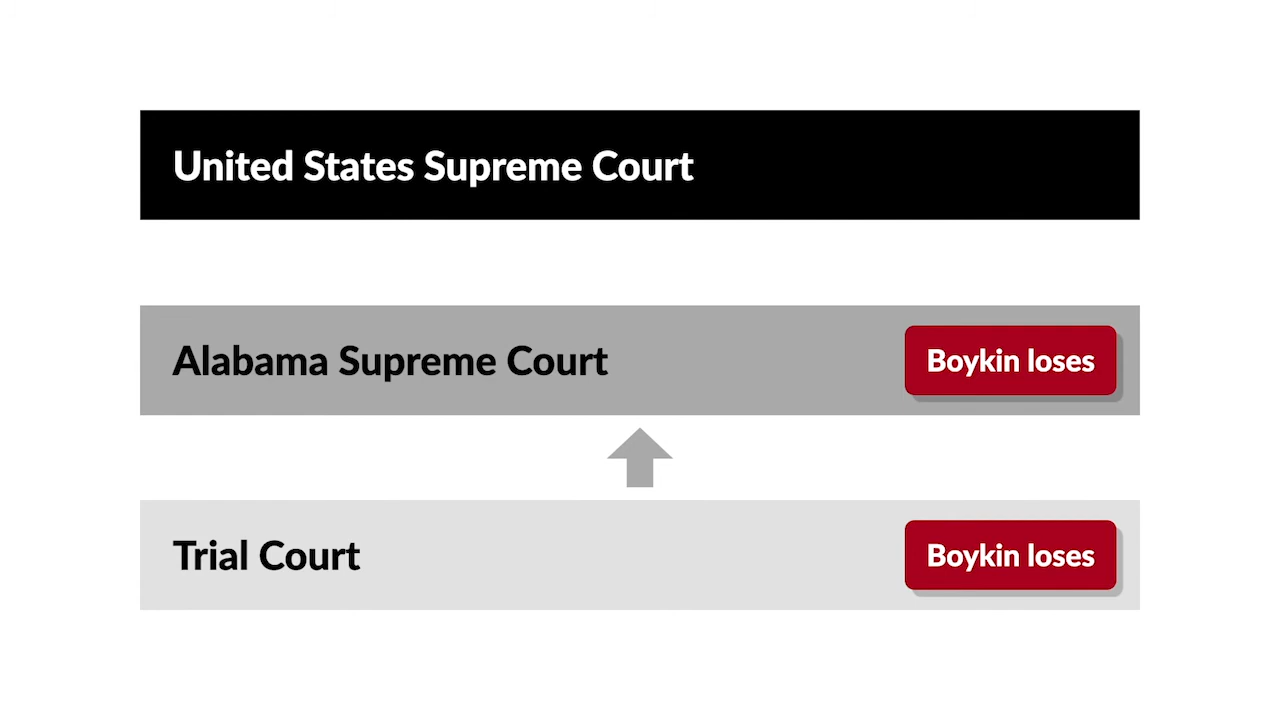 United States Supreme Court
Alabama Supreme Court
Boykin loses
Trial Court
Boykin loses